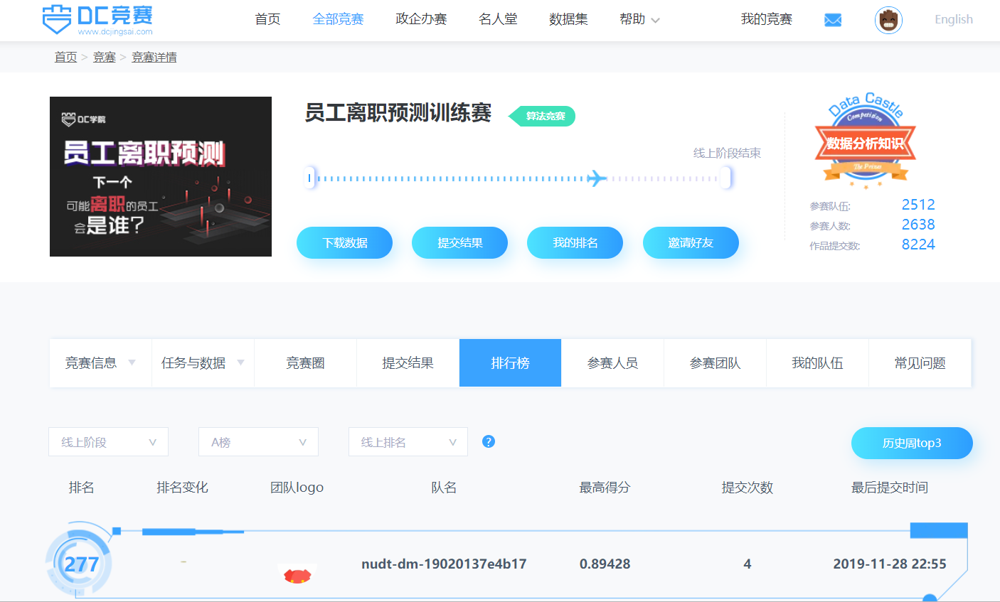 DC竞赛
www.dcjingsai.com
首页 全部竞赛 政企办赛 名人堂 数据集 帮助 我的竞赛 English
首页 > 竞赛 > 竞赛详情
DC学院
员工离职预测
下一个
可能离职的员工
会是谁?
员工离职预测训练赛 算法竞赛
线上阶段结束
下载数据 提交结果 我的排名 邀请好友
Data Castle
Competition
数据分析知识
The Prizes
参赛队伍: 2512
参赛人数: 2638
作品提交数: 8224
竞赛信息 任务与数据 竞赛圈 提交结果 排行榜 参赛人员 参赛团队 我的队伍 常见问题
线上阶段 A榜 线上排名 ? 历史周top3
排名 排名变化 团队logo 队名 最高得分 提交次数 最后提交时间
277 - nudt-dm-19020137e4b17 0.89428 4 2019-11-28 22:55